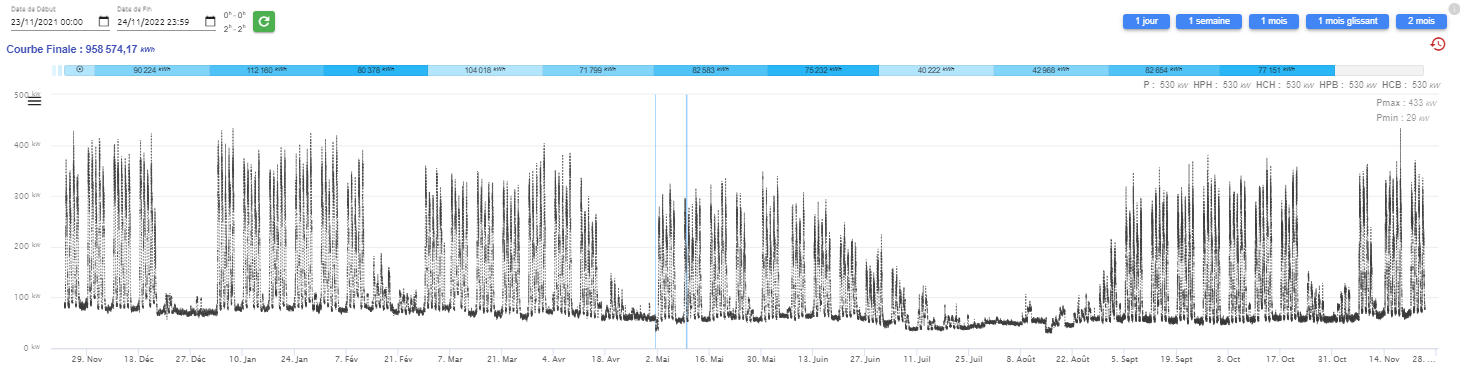 Date de Début
Date de Fin
23/11/2021 00:00
24/11/2022 23:59
0ʰ - 0ʰ
2ʰ - 2ʰ
1 jour
1 semaine
1 mois
1 mois glissant
2 mois
Courbe Finale : 958 574,17 kWh
90 224 kWh 112 160 kWh 80 378 kWh 104 018 kWh 71 799 kWh 82 583 kWh 75 232 kWh 40 222 kWh 42 968 kWh 82 654 kWh 77 151 kWh
P : 530 kW HPH : 530 kW HCH : 530 kW HPB : 530 kW HCB : 530 kW
Pmax : 433 kW
Pmin : 29 kW
500 kW
400 kW
300 kW
200 kW
100 kW
0 kW
29. Nov 13. Déc 27. Déc 10. Jan 24. Jan 7. Fév 21. Fév 7. Mar 21. Mar 4. Avr 18. Avr 2. Mai 16. Mai 30. Mai 13. Juin 27. Juin 11. Juil 25. Juil 8. Août 22. Août 5. Sept 19. Sept 3. Oct 17. Oct 31. Oct 14. Nov 28. ...